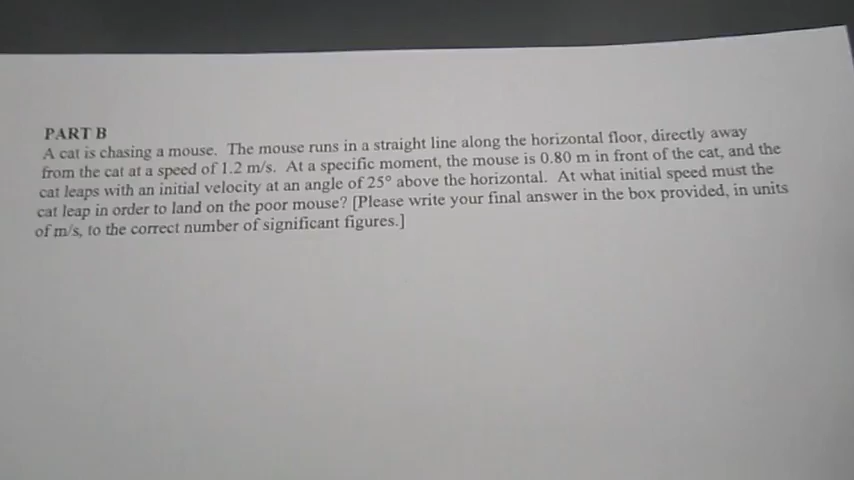 PART B
A cat is chasing a mouse. The mouse runs in a straight line along the horizontal floor, directly away
from the cat at a speed of 1.2 m/s. At a specific moment, the mouse is 0.80 m in front of the cat, and the
cat leaps with an initial velocity at an angle of 25° above the horizontal. At what initial speed must the
cat leap in order to land on the poor mouse? [Please write your final answer in the box provided, in units
of m/s, to the correct number of significant figures.]